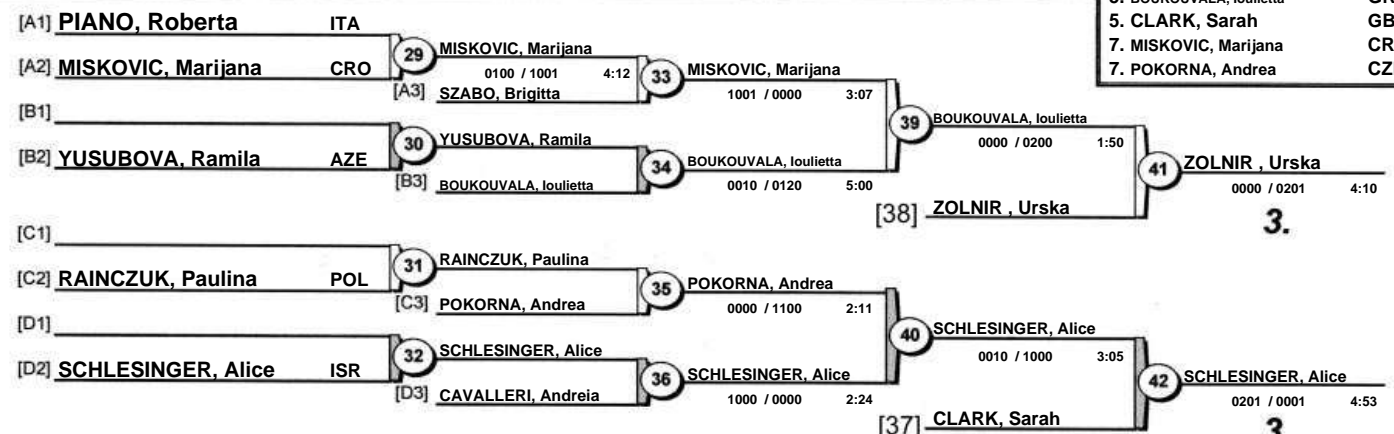 5. CLARK, Sarah GB
7. MISKOVIC, Marijana CR
7. POKORNA, Andrea CZ
[A1] PIANO, Roberta ITA
[A2] MISKOVIC, Marijana CRO
29
MISKOVIC, Marijana
0100 / 1001 4:12
[A3] SZABO, Brigitta
33
MISKOVIC, Marijana
1001 / 0000 3:07
[B1]
[B2] YUSUBOVA, Ramila AZE
30
YUSUBOVA, Ramila
[B3] BOUKOUVALA, Ioulietta
34
BOUKOUVALA, Ioulietta
0010 / 0120 5:00
39
BOUKOUVALA, Ioulietta
0000 / 0200 1:50
[38] ZOLNIR , Urska
41
ZOLNIR , Urska
0000 / 0201 4:10
3.
[C1]
[C2] RAINCZUK, Paulina POL
31
RAINCZUK, Paulina
[C3] POKORNA, Andrea
35
POKORNA, Andrea
0000 / 1100 2:11
[D1]
[D2] SCHLESINGER, Alice ISR
32
SCHLESINGER, Alice
[D3] CAVALLERI, Andreia
36
SCHLESINGER, Alice
1000 / 0000 2:24
40
SCHLESINGER, Alice
0010 / 1000 3:05
[37] CLARK, Sarah
42
SCHLESINGER, Alice
0201 / 0001 4:53
3